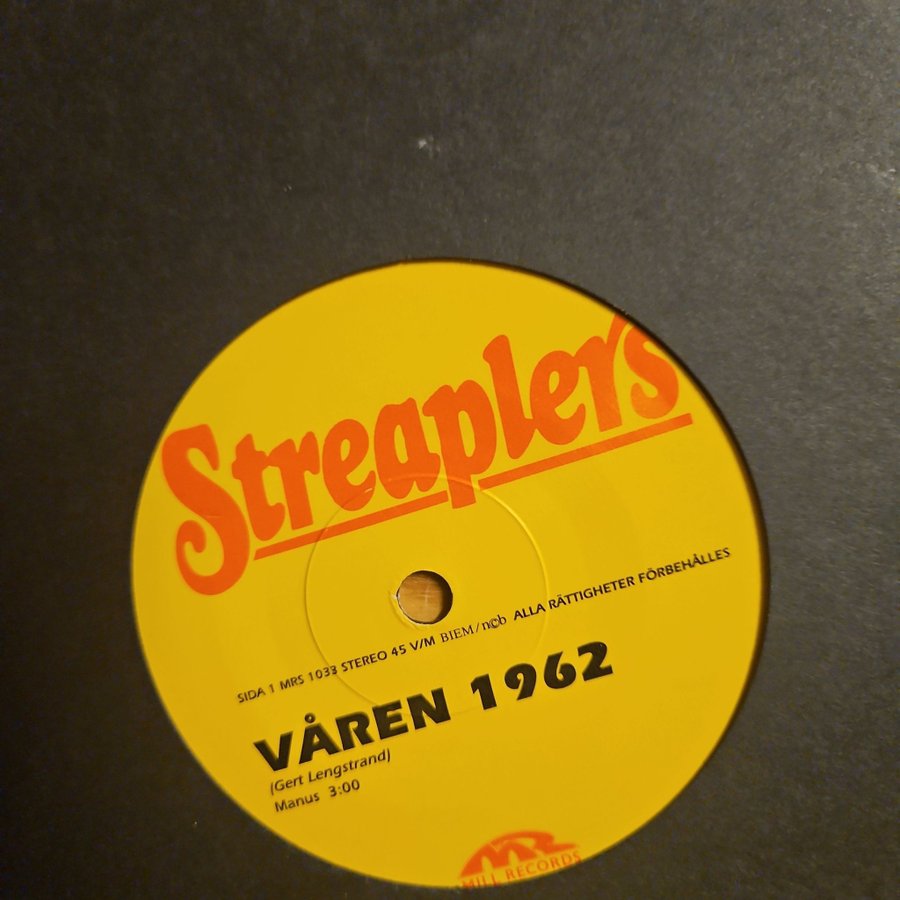 Streaplers
SIDA 1 MRS 1033 STEREO 45 V/M BIEM/n©b ALLA RÄTTIGHETER FÖRBEHÅLLES
VÅREN 1962
(Gert Lengstrand)
Manus 3:00
MR
MILL RECORDS